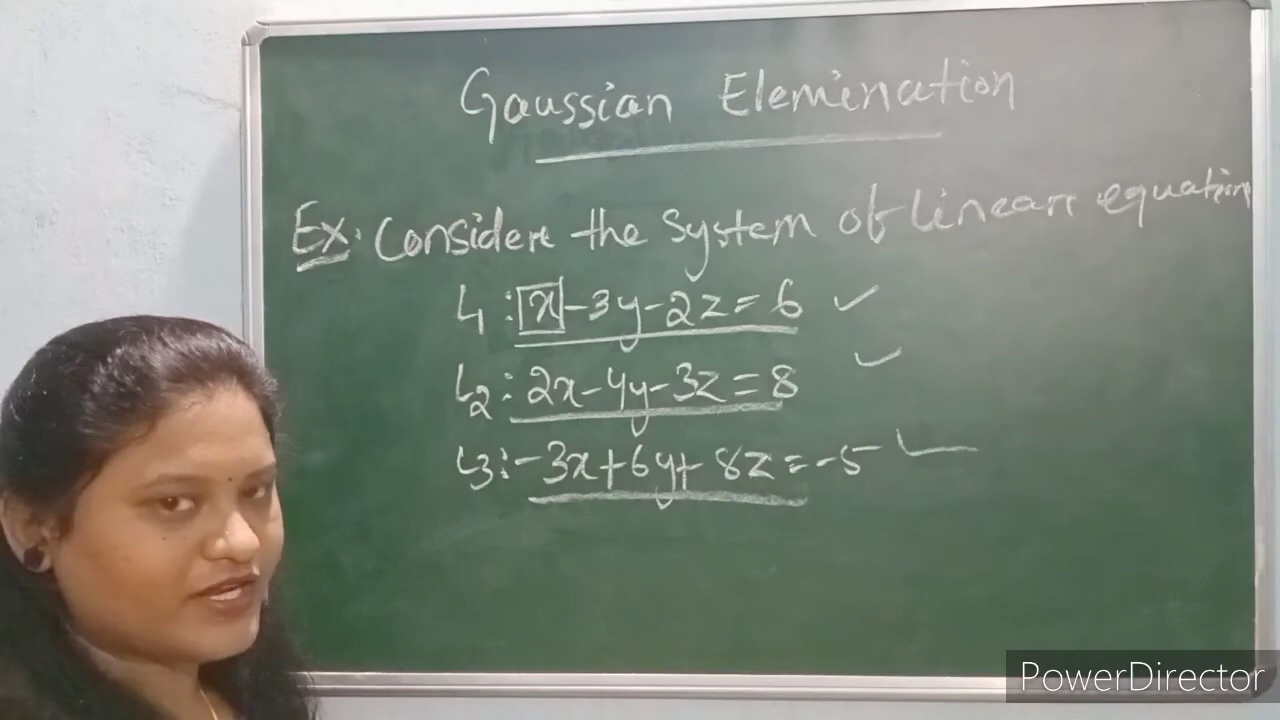 Gaussian Elemination
Ex: Consider the system of linear equation
L1: x-3y-2z=6 ✓
L2: 2x-4y-3z=8 ✓
L3: -3x+6y+8z=-5 ✓
PowerDirector